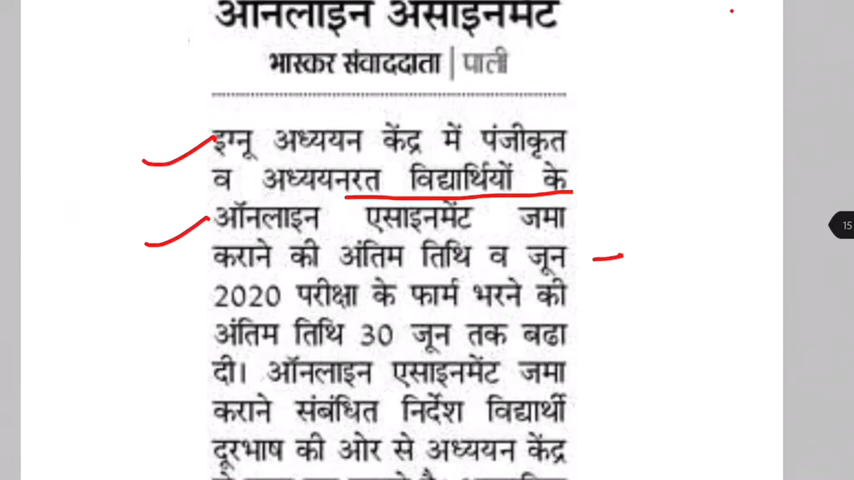 ऑनलाइन असाइनमेंट
भास्कर संवाददाता | पाली
इग्नू अध्ययन केंद्र में पंजीकृत
व अध्ययनरत विद्यार्थियों के
ऑनलाइन एसाइनमेंट जमा
कराने की अंतिम तिथि व जून
2020 परीक्षा के फार्म भरने की
अंतिम तिथि 30 जून तक बढा
दी। ऑनलाइन एसाइनमेंट जमा
कराने संबंधित निर्देश विद्यार्थी
दूरभाष की ओर से अध्ययन केंद्र
15